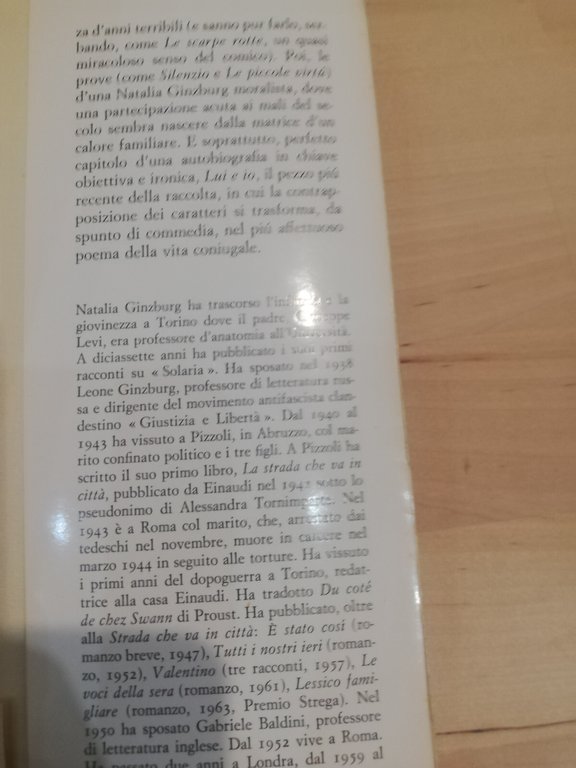 za d'anni terribili (e sanno pur farlo, ser-
bando, come Le scarpe rotte, un quasi
miracoloso senso del comico). Poi, le
prove (come Silenzio e Le piccole virtú)
d'una Natalia Ginzburg moralista, dove
una partecipazione acuta ai mali del se-
colo sembra nascere dalla matrice d'un
calore familiare. E soprattutto, perfetto
capitolo d'una autobiografia in chiave
obiettiva e ironica, Lui e io, il pezzo piú
recente della raccolta, in cui la contrap-
posizione dei caratteri si trasforma, da
spunto di commedia, nel piú affettuoso
poema della vita coniugale.
Natalia Ginzburg ha trascorso l'infanzia e la
giovinezza a Torino dove il padre, Giuseppe
Levi, era professore d'anatomia all'Università.
A diciassette anni ha pubblicato i suoi primi
racconti su « Solaria ». Ha sposato nel 1938
Leone Ginzburg, professore di letteratura rus-
sa e dirigente del movimento antifascista clan-
destino « Giustizia e Libertà ». Dal 1940 al
1943 ha vissuto a Pizzoli, in Abruzzo, col ma-
rito confinato politico e i tre figli. A Pizzoli ha
scritto il suo primo libro, La strada che va in
città, pubblicato da Einaudi nel 1942 sotto lo
pseudonimo di Alessandra Tornimparte. Nel
1943 è a Roma col marito, che, arrestato dai
tedeschi nel novembre, muore in carcere nel
marzo 1944 in seguito alle torture. Ha vissuto
i primi anni del dopoguerra a Torino, redat-
trice alla casa Einaudi. Ha tradotto Du coté
de chez Swann di Proust. Ha pubblicato, oltre
alla Strada che va in città: È stato cosí (ro-
manzo breve, 1947), Tutti i nostri ieri (roman-
zo, 1952), Valentino (tre racconti, 1957), Le
voci della sera (romanzo, 1961), Lessico fami-
gliare (romanzo, 1963, Premio Strega). Nel
1950 ha sposato Gabriele Baldini, professore
di letteratura inglese. Dal 1952 vive a Roma.
Ha passato due anni a Londra, dal 1959 al